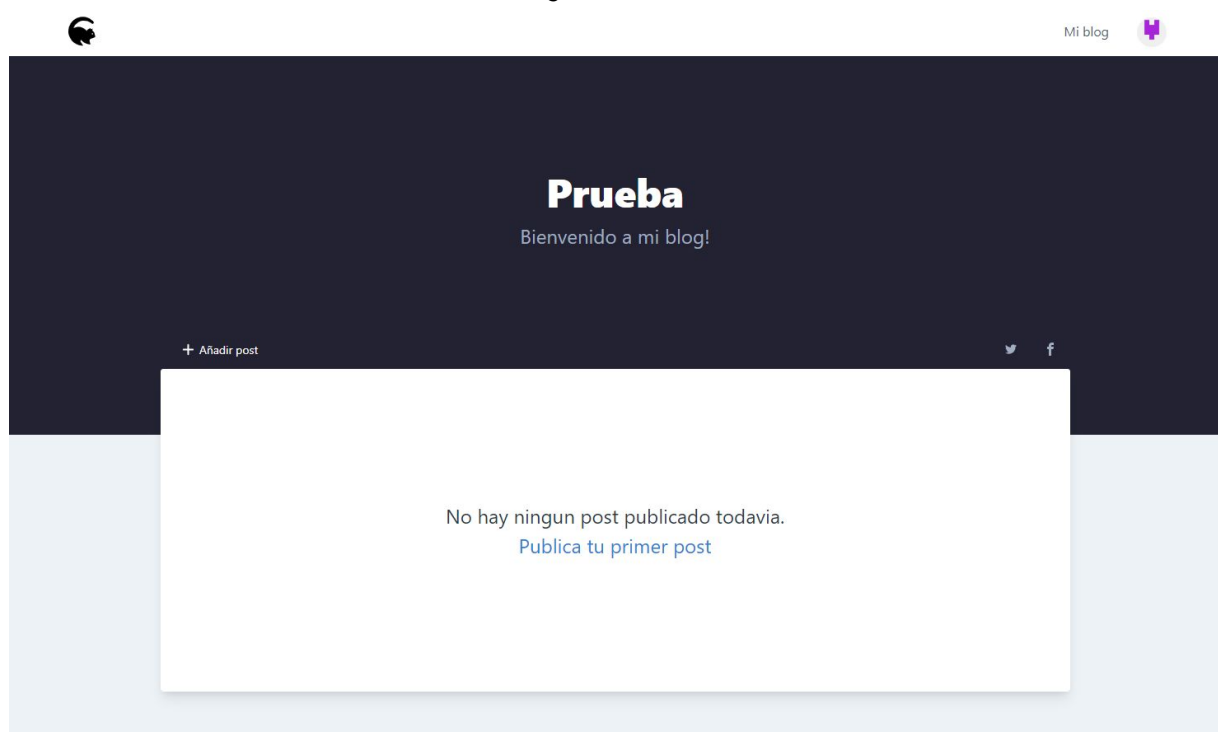 Mi blog
Prueba
Bienvenido a mi blog!
+ Añadir post
No hay ningun post publicado todavia.
Publica tu primer post